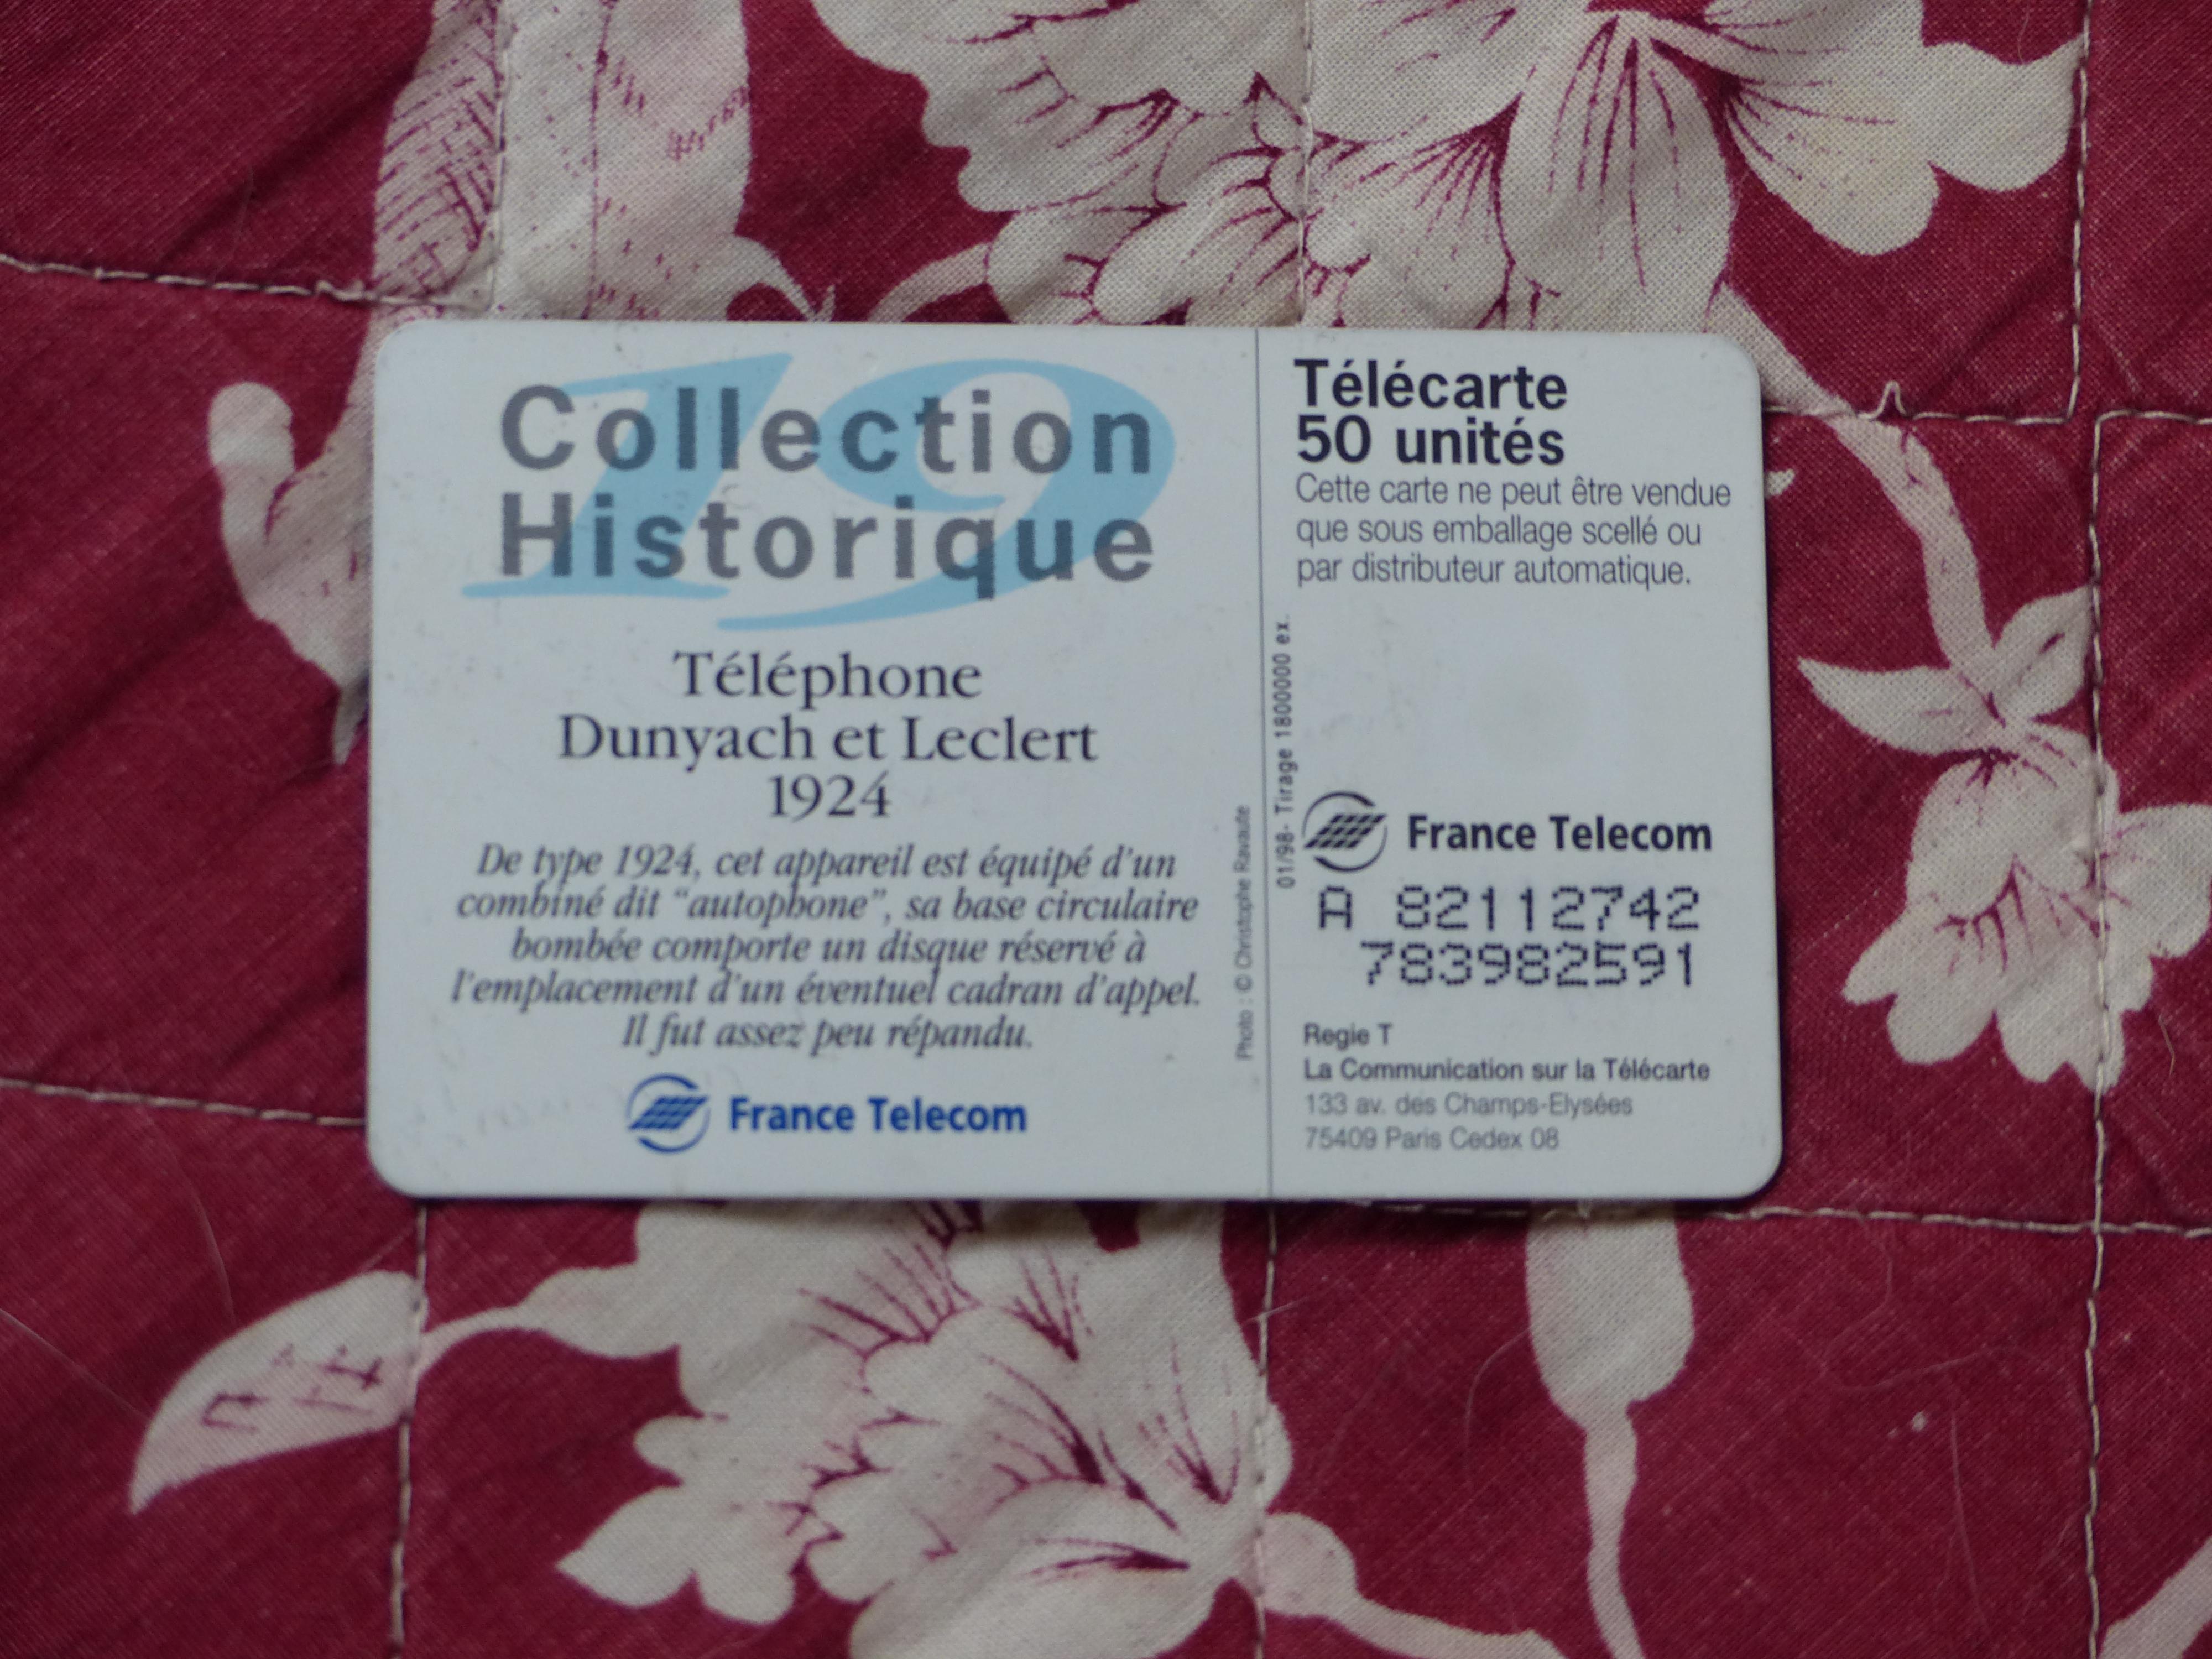 19
Collection
Historique
Téléphone
Dunyach et Leclert
1924
De type 1924, cet appareil est équipé d'un
combiné dit "autophone", sa base circulaire
bombée comporte un disque réservé à
l'emplacement d'un éventuel cadran d'appel.
Il fut assez peu répandu.
France Telecom
Photo : © Christophe Ravaute
01/98- Tirage 1800000 ex.
Télécarte
50 unités
Cette carte ne peut être vendue
que sous emballage scellé ou
par distributeur automatique.
France Telecom
A 82112742
783982591
Regie T
La Communication sur la Télécarte
133 av. des Champs-Elysées
75409 Paris Cedex 08